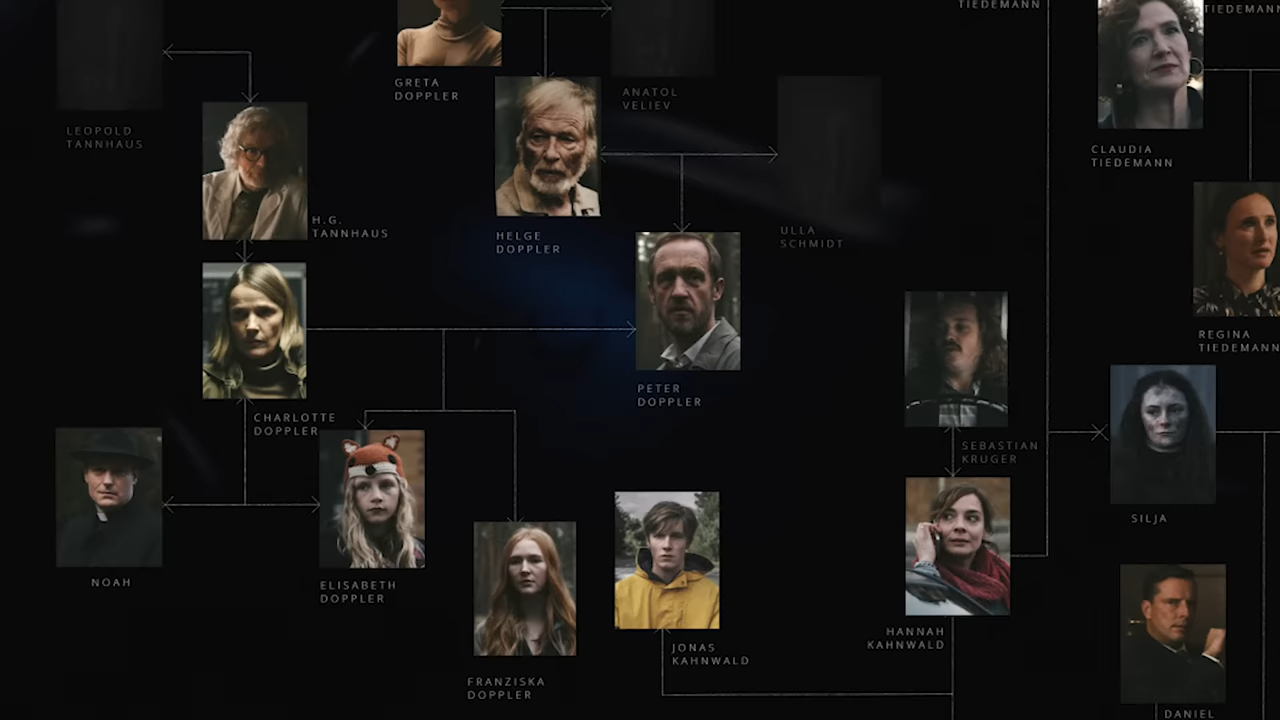 TIEDEMANN
TIEDEMANN
GRETA
DOPPLER
ANATOL
VELIEV
LEOPOLD
TANNHAUS
CLAUDIA
TIEDEMANN
H.G.
TANNHAUS
HELGE
DOPPLER
ULLA
SCHMIDT
REGINA
TIEDEMANN
PETER
DOPPLER
CHARLOTTE
DOPPLER
SEBASTIAN
KRUGER
SILJA
NOAH
ELISABETH
DOPPLER
HANNAH
KAHNWALD
JONAS
KAHNWALD
FRANZISKA
DOPPLER
DANIEL